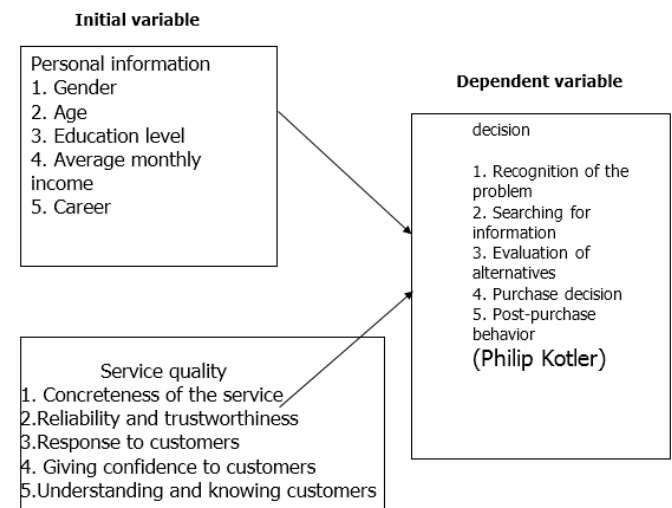 Initial variable
Personal information
1. Gender
2. Age
3. Education level
4. Average monthly
income
5. Career
Service quality
1. Concreteness of the service
2.Reliability and trustworthiness
3.Response to customers
4. Giving confidence to customers
5.Understanding and knowing customers
Dependent variable
decision
1. Recognition of the
problem
2. Searching for
information
3. Evaluation of
alternatives
4. Purchase decision
5. Post-purchase
behavior
(Philip Kotler)